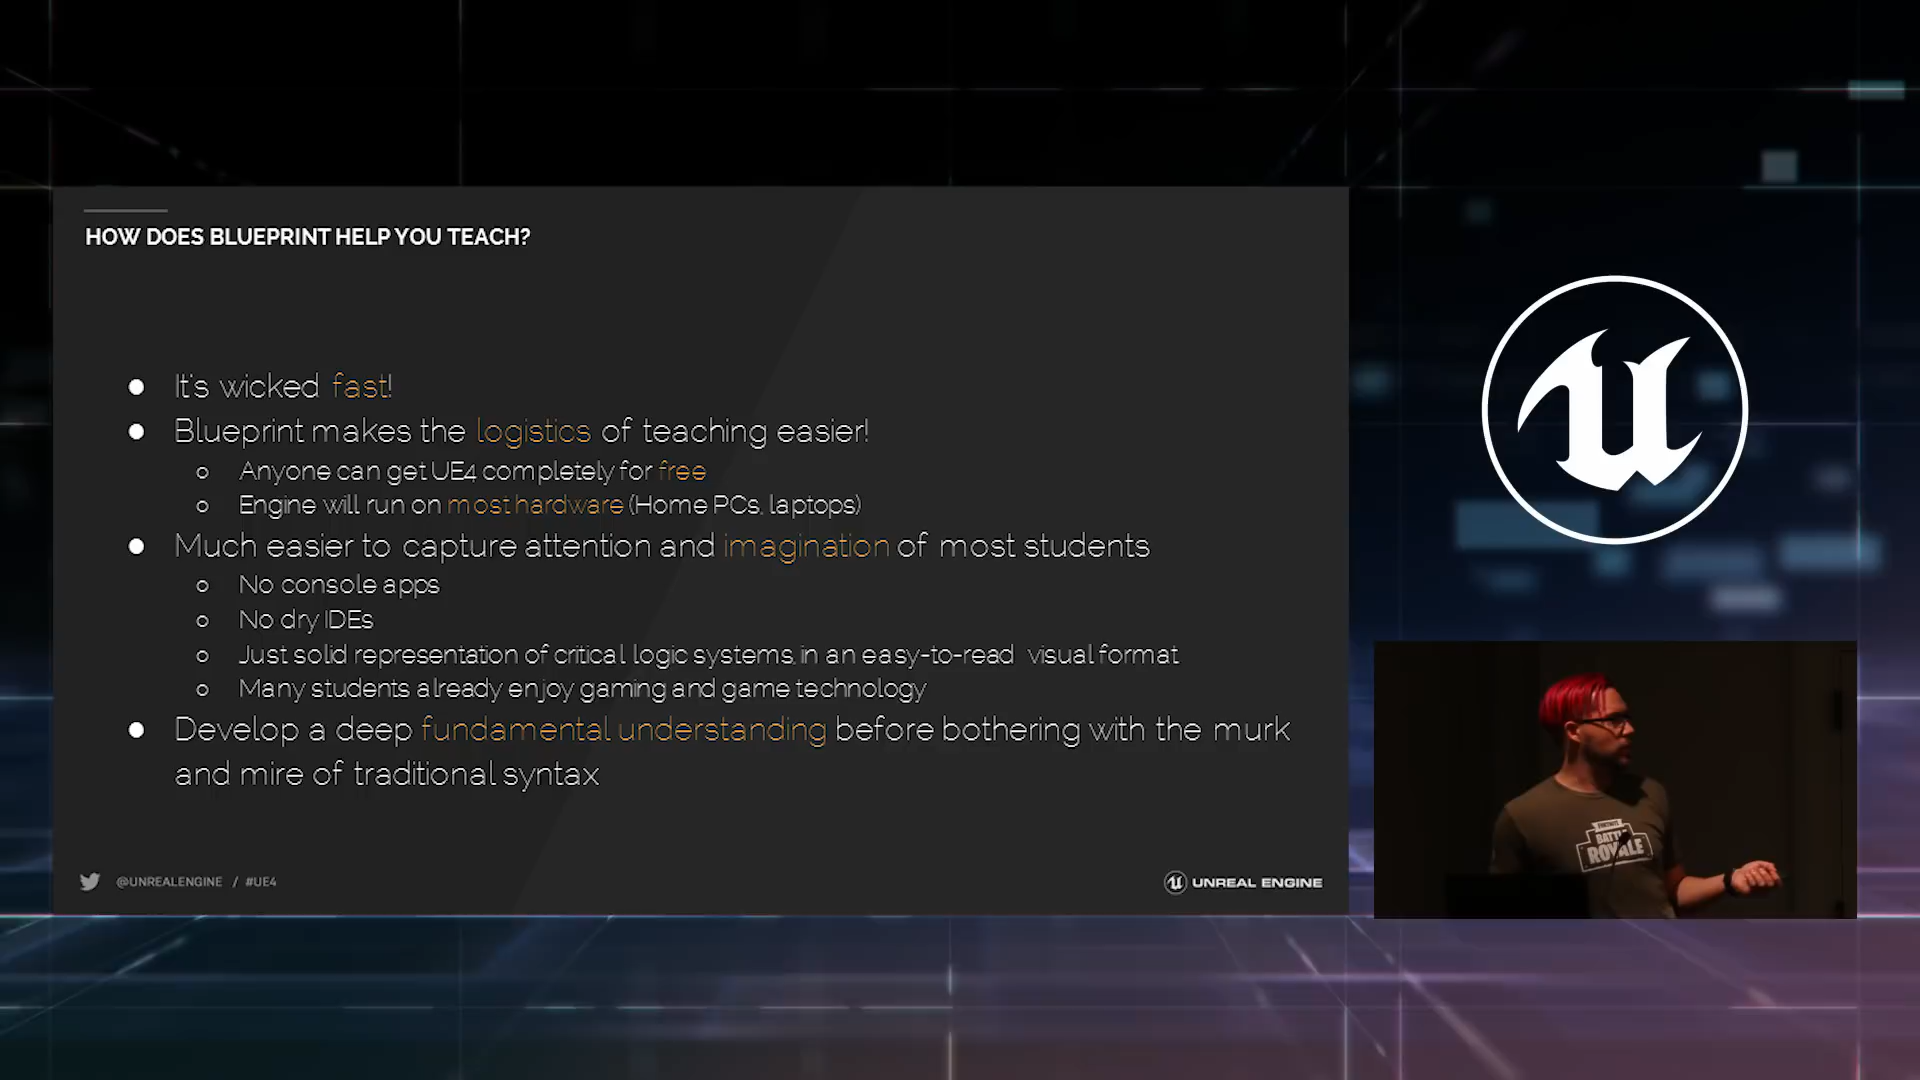 HOW DOES BLUEPRINT HELP YOU TEACH?
It's wicked fast!
Blueprint makes the logistics of teaching easier!
Anyone can get UE4 completely for free
Engine will run on most hardware (Home PCs, laptops)
Much easier to capture attention and imagination of most students
No console apps
No dry IDEs
Just solid representation of critical logic systems, in an easy-to-read visual format
Many students already enjoy gaming and game technology
Develop a deep fundamental understanding before bothering with the murk
and mire of traditional syntax
@UNREALENGINE / #UE4
UNREAL ENGINE
FORTNITE
BATTLE
ROYALE